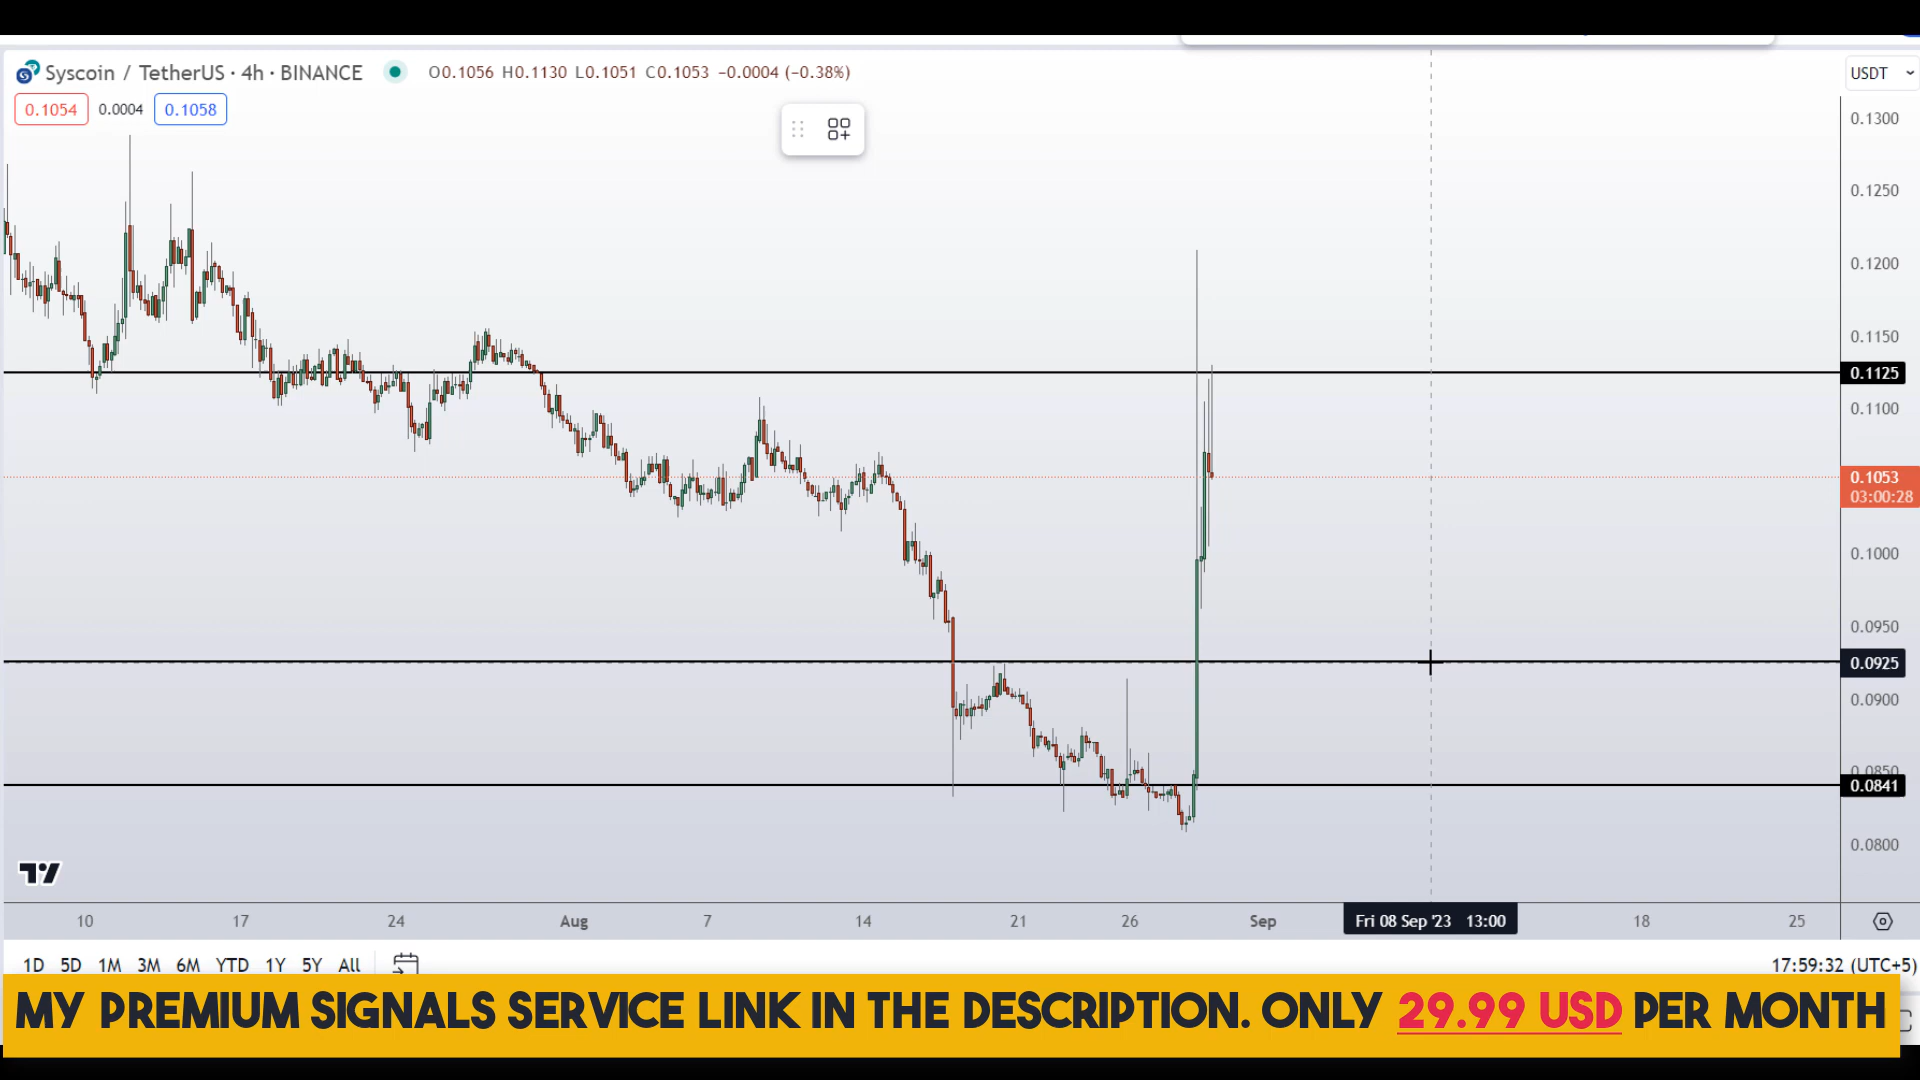 Syscoin / TetherUS · 4h · BINANCE O0.1056 H0.1130 L0.1051 C0.1053 −0.0004 (−0.38%)
USDT
0.1054 0.0004 0.1058
0.1300
0.1250
0.1200
0.1150
0.1125
0.1100
0.1053
03:00:28
0.1000
0.0950
0.0925
0.0900
0.0850
0.0841
0.0800
10 17 24 Aug 7 14 21 26 Sep Fri 08 Sep '23 13:00 18 25
1D 5D 1M 3M 6M YTD 1Y 5Y All 17:59:32 (UTC+5)
MY PREMIUM SIGNALS SERVICE LINK IN THE DESCRIPTION. ONLY 29.99 USD PER MONTH